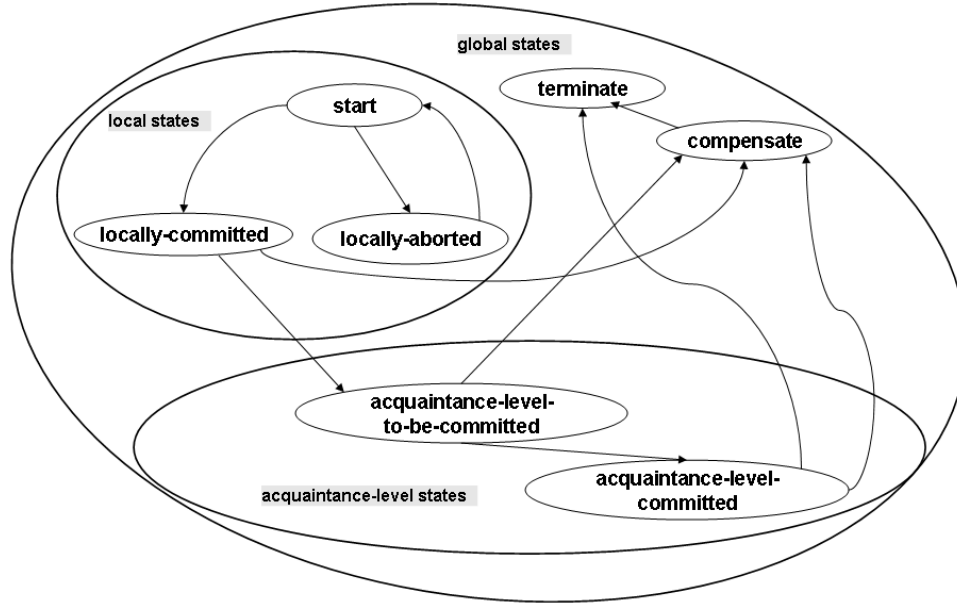 global states
terminate
start
local states
compensate
locally-committed
locally-aborted
acquaintance-level-
to-be-committed
acquaintance-level-
committed
acquaintance-level states